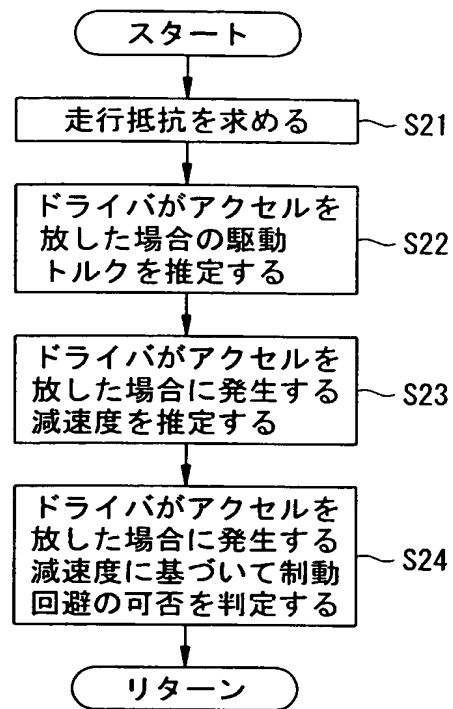 スタート
走行抵抗を求める
S21
ドライバがアクセルを
放した場合の駆動
トルクを推定する
S22
ドライバがアクセルを
放した場合に発生する
減速度を推定する
S23
ドライバがアクセルを
放した場合に発生する
減速度に基づいて制動
回避の可否を判定する
S24
リターン